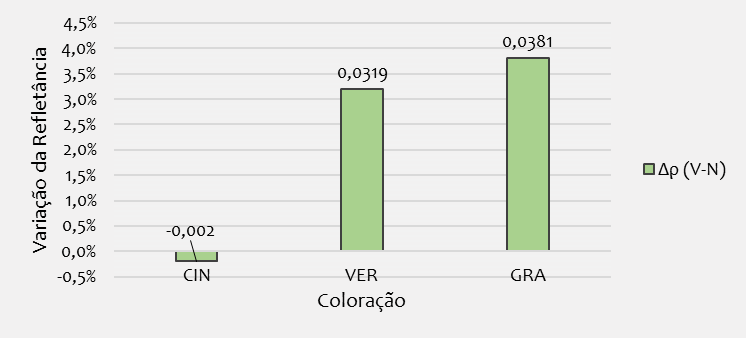 4,5%
4,0%
3,5%
3,0%
2,5%
2,0%
1,5%
1,0%
0,5%
0,0%
-0,5%
Variação da Refletância
-0,002
0,0319
0,0381
CIN
VER
GRA
Coloração
Δρ (V-N)